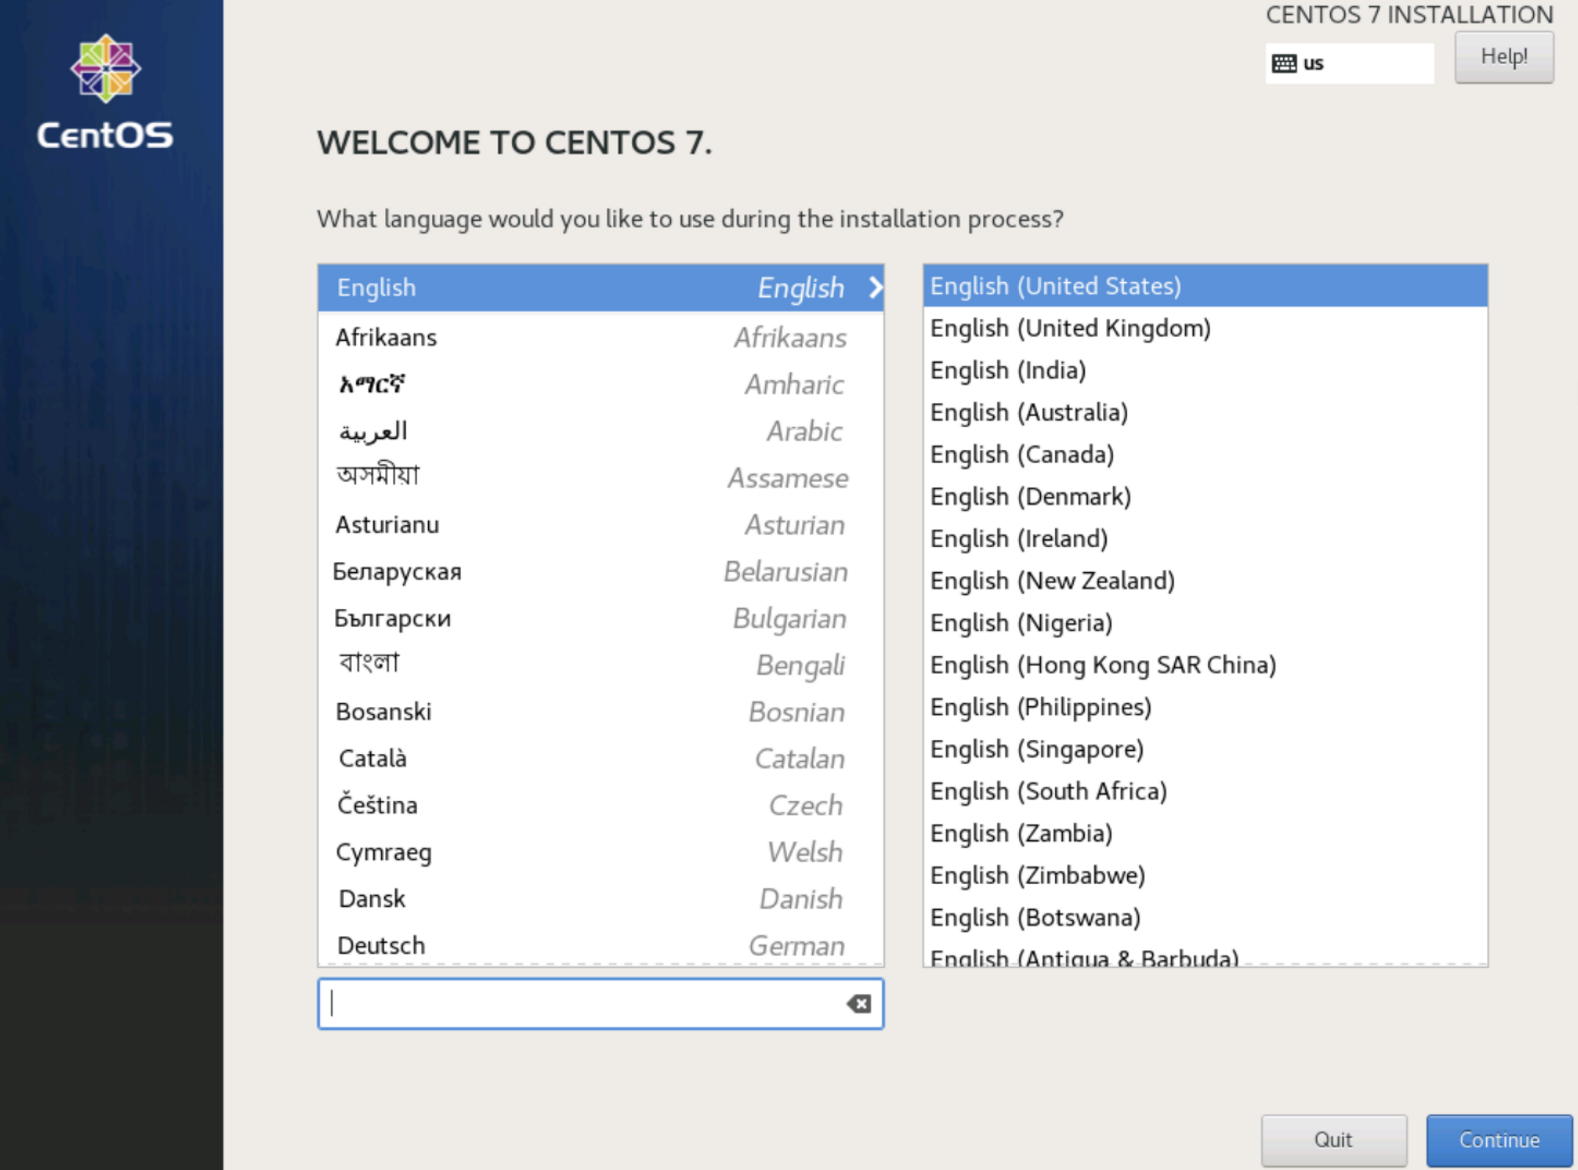 CentOS
CENTOS 7 INSTALLATION
us
Help!
WELCOME TO CENTOS 7.
What language would you like to use during the installation process?
English English
Afrikaans Afrikaans
አማርኛ Amharic
العربية Arabic
অসমীয়া Assamese
Asturianu Asturian
Беларуская Belarusian
Български Bulgarian
বাংলা Bengali
Bosanski Bosnian
Català Catalan
Čeština Czech
Cymraeg Welsh
Dansk Danish
Deutsch German
English (United States)
English (United Kingdom)
English (India)
English (Australia)
English (Canada)
English (Denmark)
English (Ireland)
English (New Zealand)
English (Nigeria)
English (Hong Kong SAR China)
English (Philippines)
English (Singapore)
English (South Africa)
English (Zambia)
English (Zimbabwe)
English (Botswana)
English (Antigua & Barbuda)
Quit
Continue